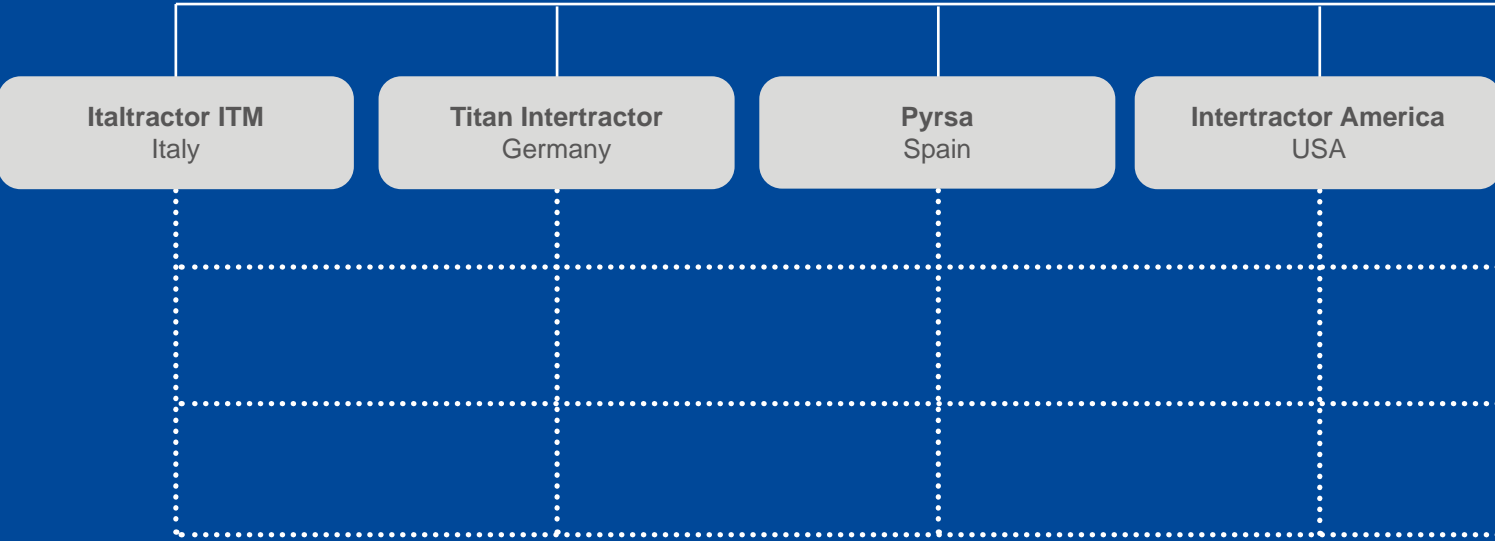 Italtractor ITM
Italy
Titan Intertractor
Germany
Pyrsa
Spain
Intertractor America
USA